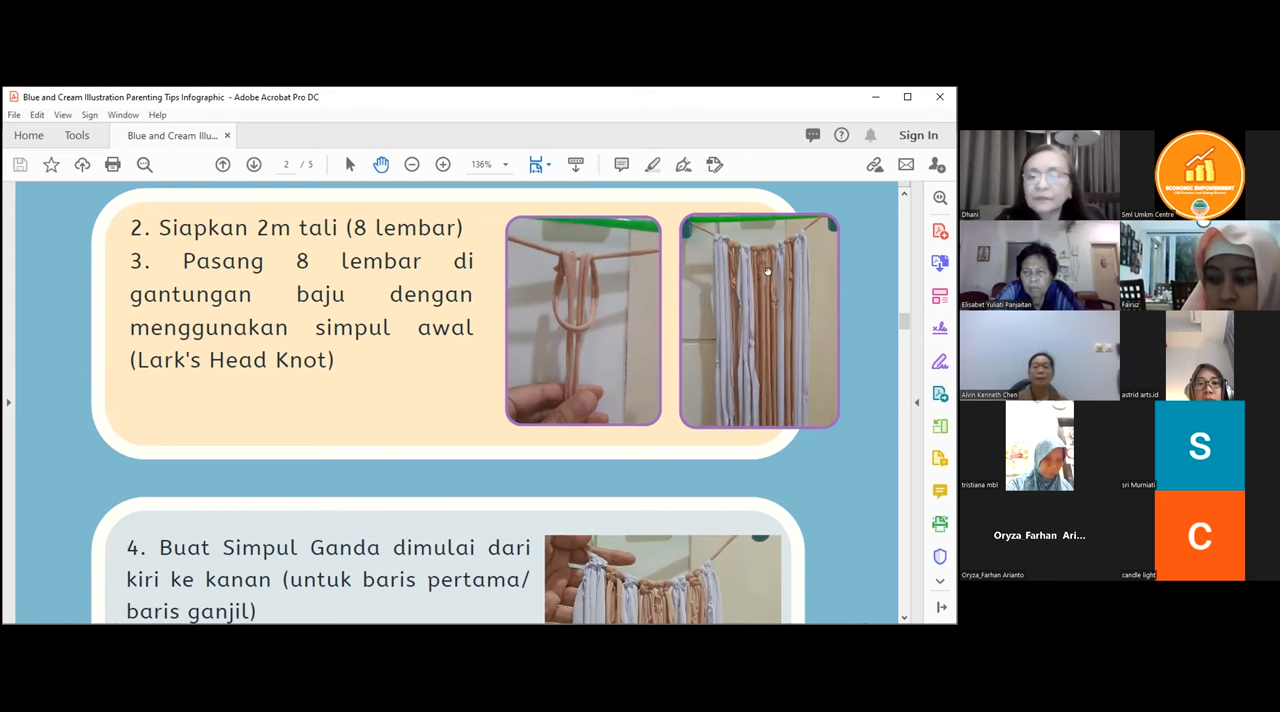 Blue and Cream Illustration Parenting Tips Infographic - Adobe Acrobat Pro DC
File Edit View Sign Window Help
Home Tools Blue and Cream Illu... × Sign In
2 / 5 136%
2. Siapkan 2m tali (8 lembar)
3. Pasang 8 lembar di
gantungan baju dengan
menggunakan simpul awal
(Lark's Head Knot)
4. Buat Simpul Ganda dimulai dari
kiri ke kanan (untuk baris pertama/
baris ganjil)
Dhani
ECONOMIC EMPOWERMENT
Sml Umkm Centre
Elisabet Yuliati Panjaitan
Fairuz
Alvin Kenneth Chen
astrid arts.id
tristiana mbl
S
sri Murniati
Oryza_Farhan Ari...
Oryza_Farhan Arianto
C
candle light